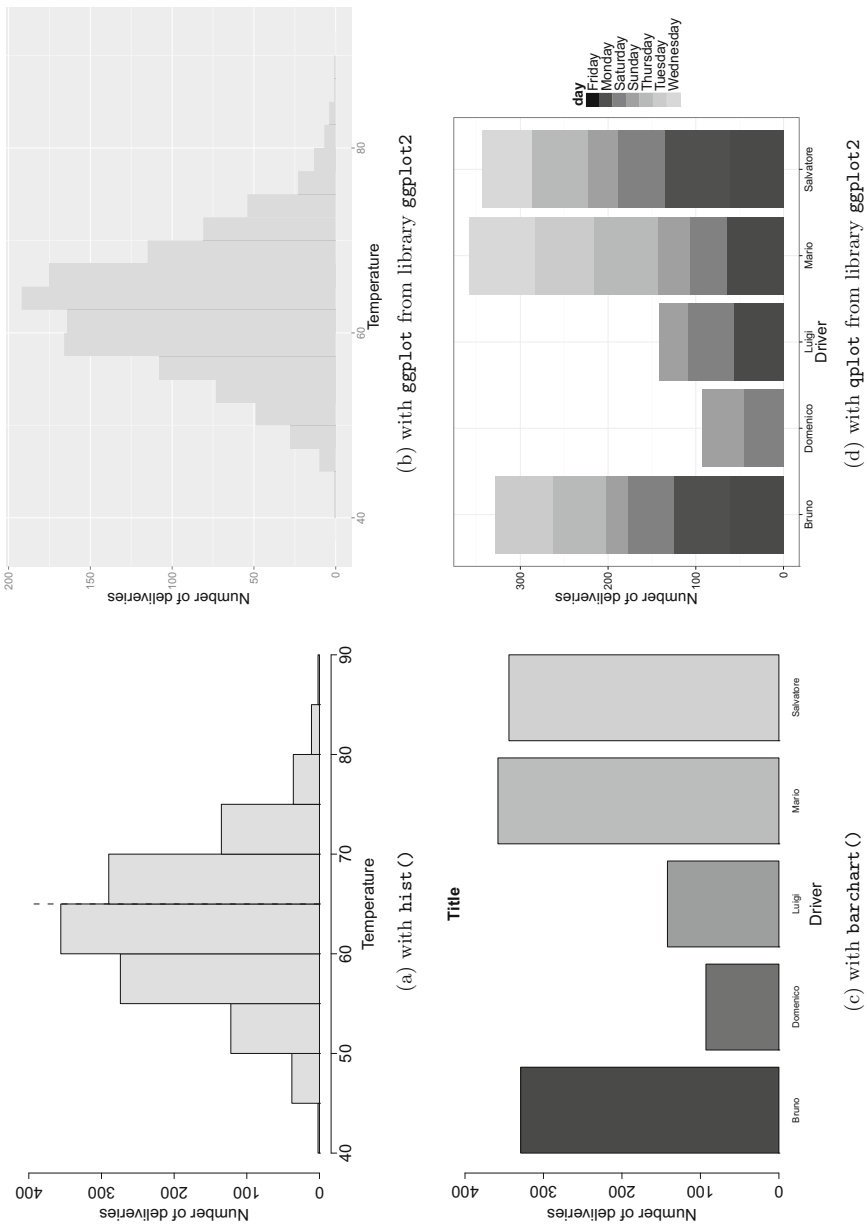 400
300
200
100
0
Number of deliveries
40
50
60
70
80
90
Temperature
(a) with hist()
200
150
100
50
0
Number of deliveries
40
60
80
Temperature
(b) with ggplot from library ggplot2
Title
400
300
200
100
0
Number of deliveries
Bruno
Domenico
Luigi
Mario
Salvatore
Driver
(c) with barchart()
300
200
100
0
Number of deliveries
Bruno
Domenico
Luigi
Mario
Salvatore
Driver
day
Friday
Monday
Saturday
Sunday
Thursday
Tuesday
Wednesday
(d) with qplot from library ggplot2